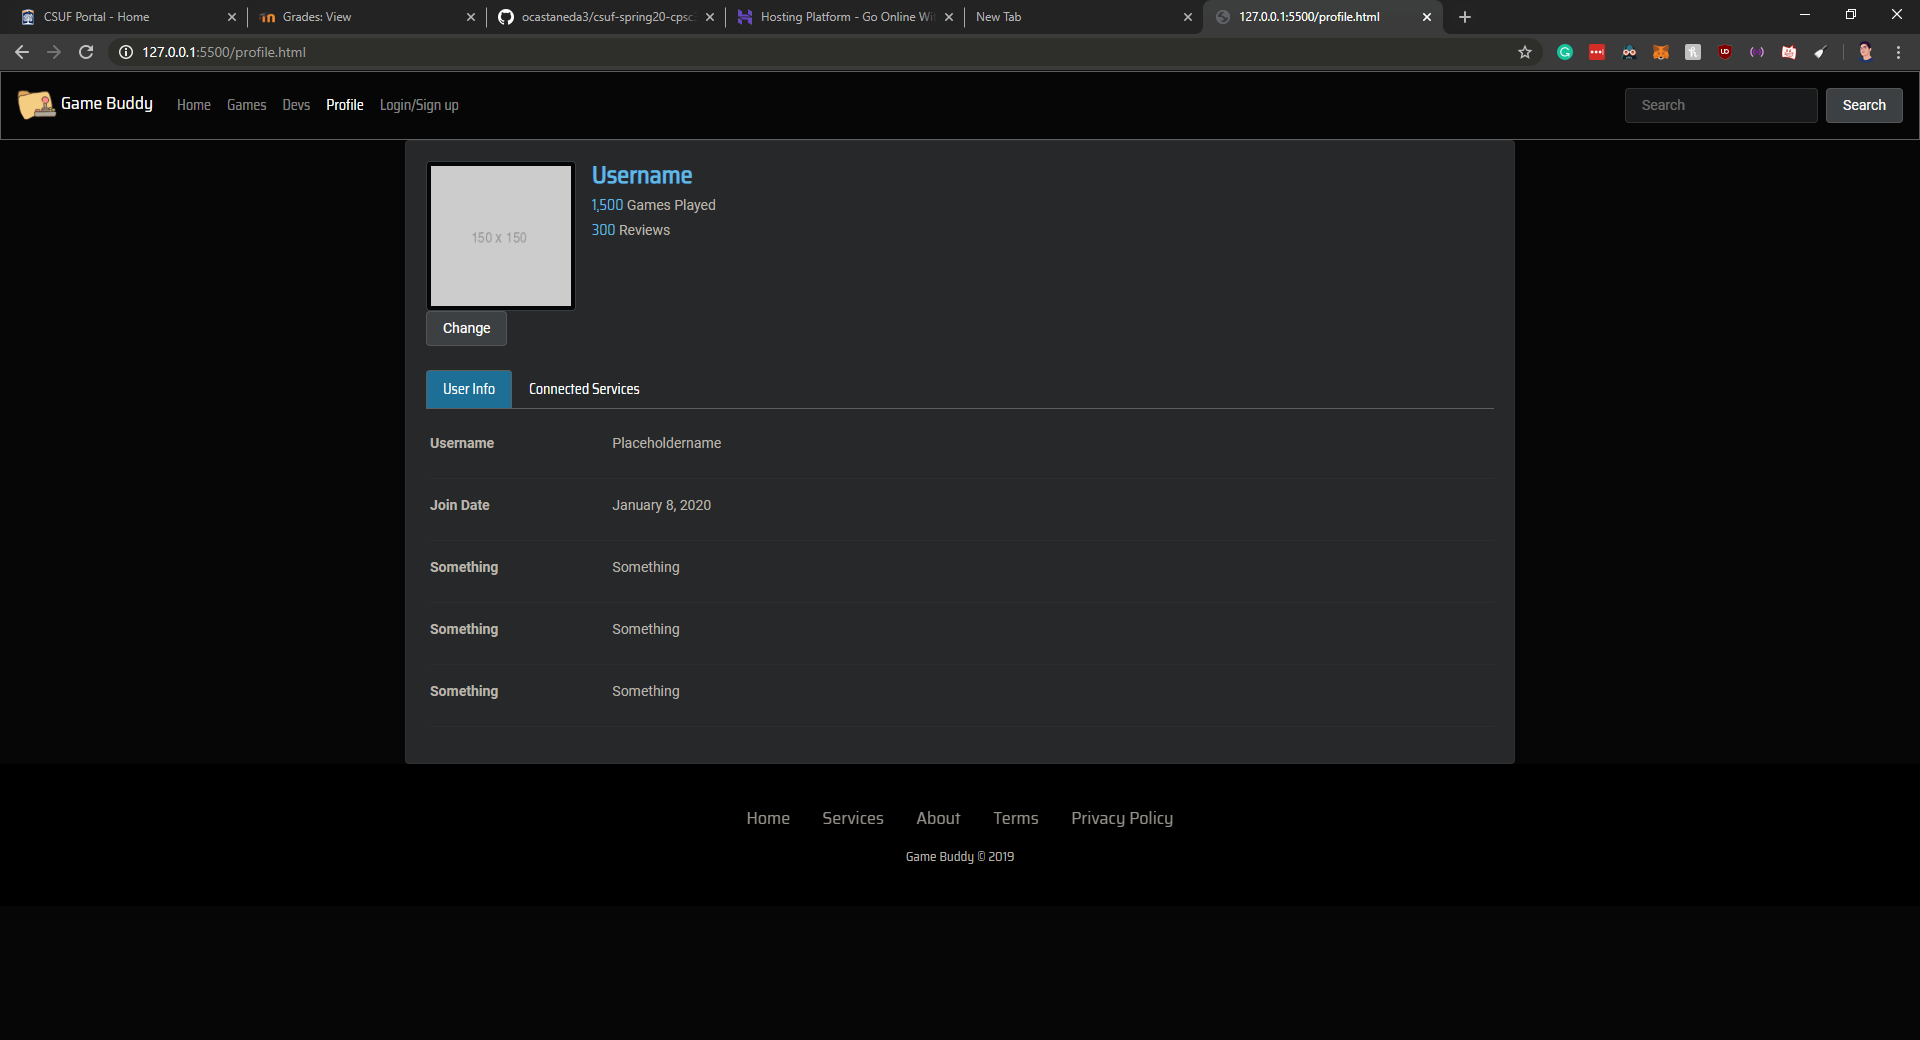 CSUF Portal - Home
Grades: View
ocastaneda3/csuf-spring20-cpsc
Hosting Platform - Go Online Wi
New Tab
127.0.0.1:5500/profile.html
127.0.0.1:5500/profile.html
Game Buddy Home Games Devs Profile Login/Sign up Search Search
150 x 150
Username
1,500 Games Played
300 Reviews
Change
User Info Connected Services
Username Placeholdername
Join Date January 8, 2020
Something Something
Something Something
Something Something
Home Services About Terms Privacy Policy
Game Buddy © 2019